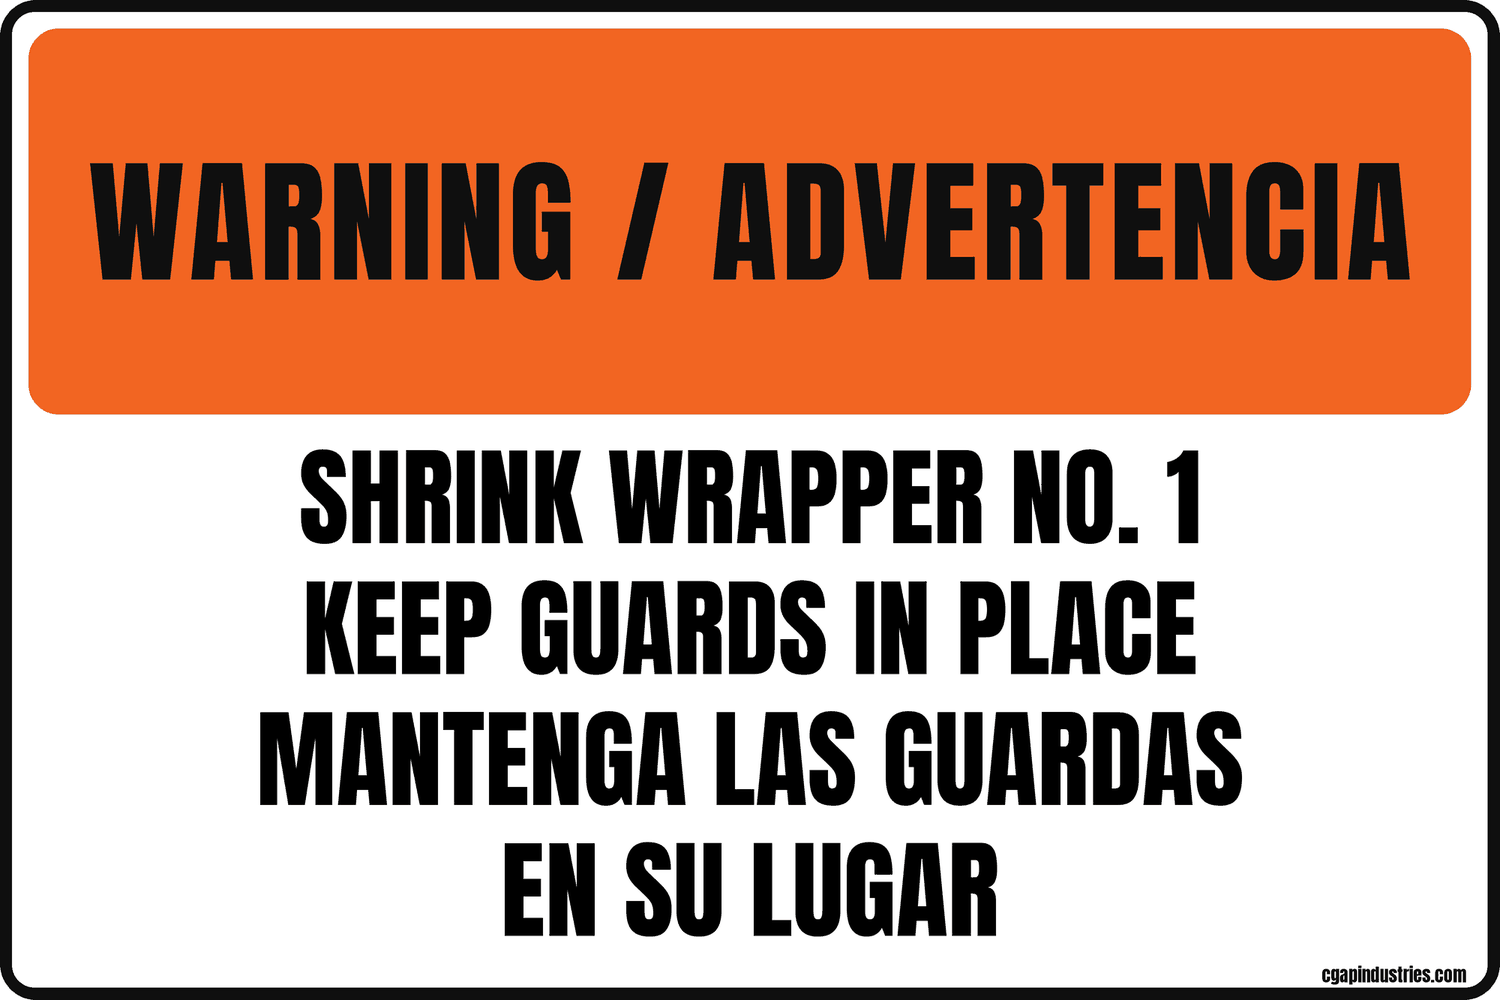 WARNING / ADVERTENCIA
SHRINK WRAPPER NO. 1
KEEP GUARDS IN PLACE
MANTENGA LAS GUARDAS
EN SU LUGAR
cgapindustries.com